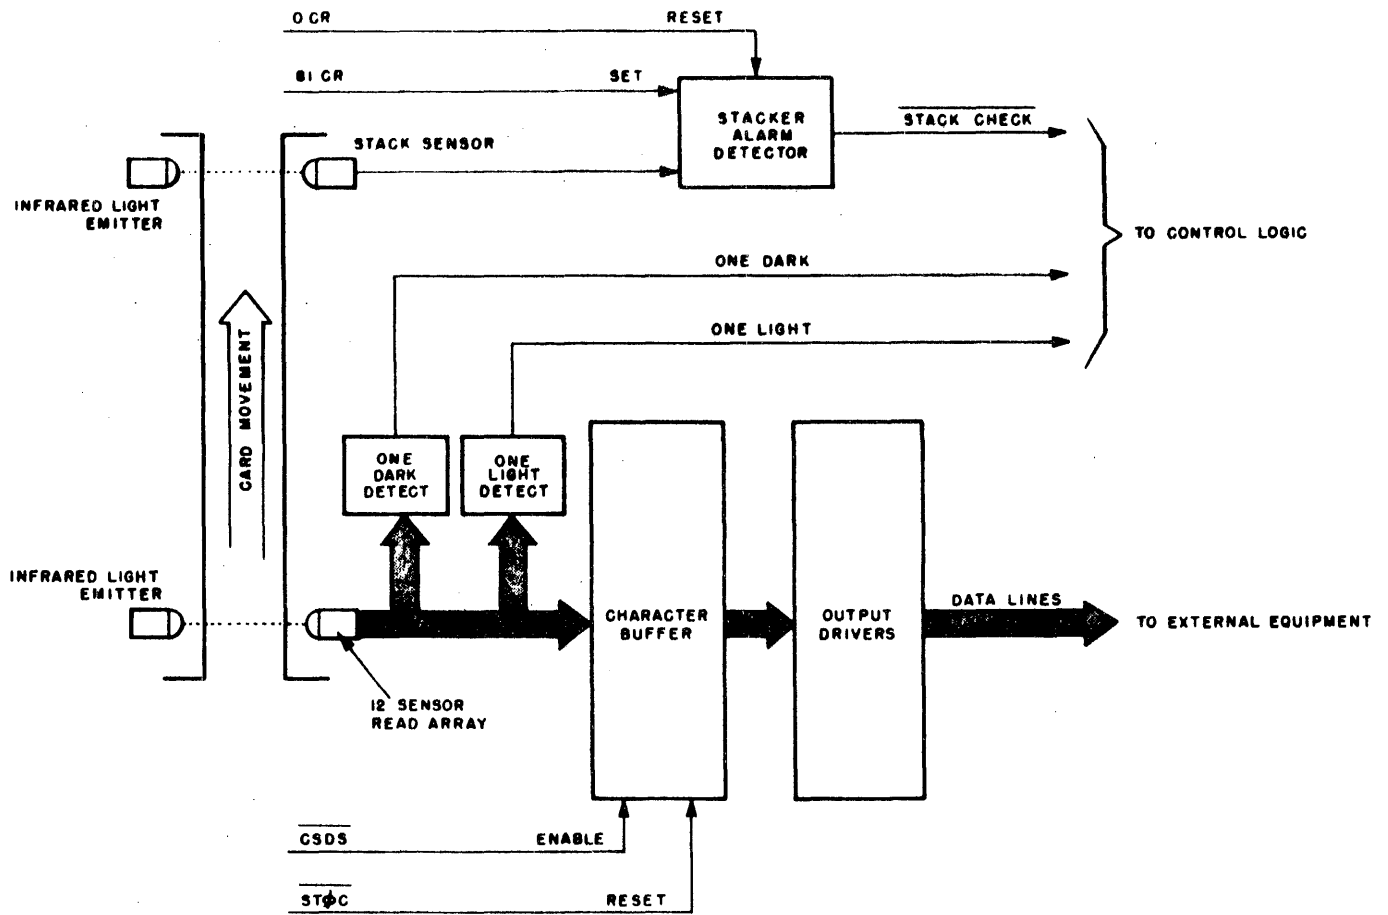 0 CR
RESET
81 CR
SET
STACKER
ALARM
DETECTOR
STACK CHECK
STACK SENSOR
INFRARED LIGHT
EMITTER
TO CONTROL LOGIC
ONE DARK
ONE LIGHT
CARD MOVEMENT
ONE
DARK
DETECT
ONE
LIGHT
DETECT
INFRARED LIGHT
EMITTER
CHARACTER
BUFFER
OUTPUT
DRIVERS
DATA LINES
TO EXTERNAL EQUIPMENT
12 SENSOR
READ ARRAY
CSDS
ENABLE
STϕC
RESET